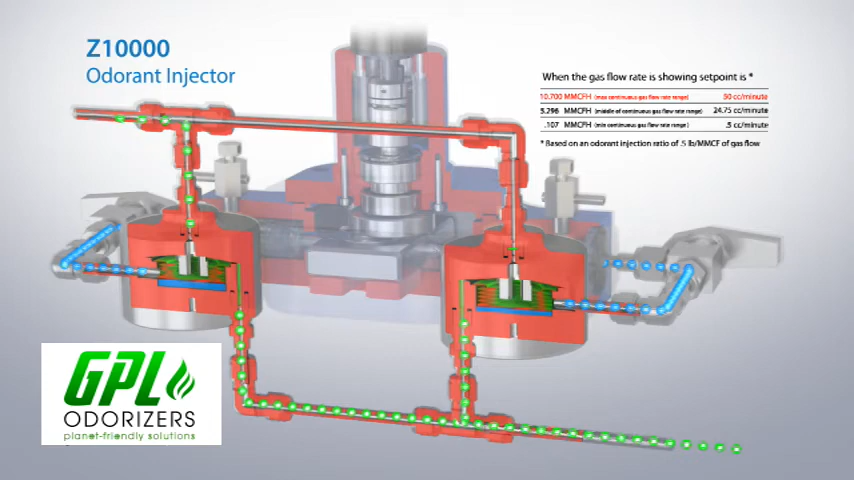 Z10000
Odorant Injector
When the gas flow rate is showing setpoint is *
10.700 MMCFH (max continuous gas flow rate range) 50 cc/minute
5.296 MMCFH (middle of continuous gas flow rate range) 24.75 cc/minute
.107 MMCFH (min continuous gas flow rate range) .5 cc/minute
* Based on an odorant injection ratio of .5 lb/MMCF of gas flow
GPL
ODORIZERS
planet-friendly solutions